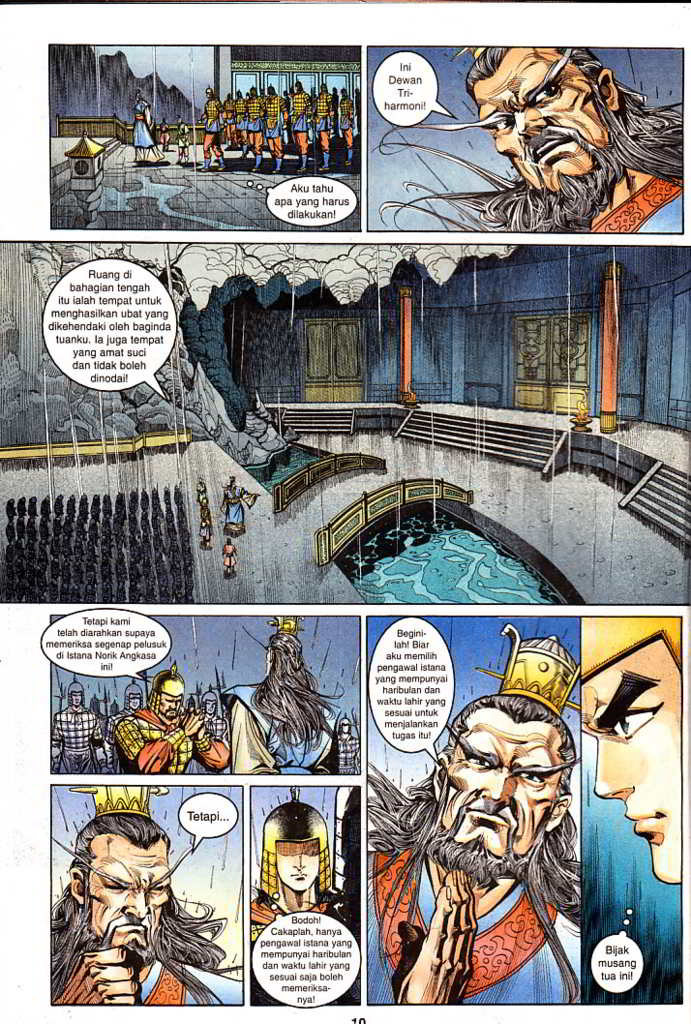 Aku tahu
apa yang harus
dilakukan!
Ini
Dewan
Tri-
harmoni!
Ruang di
bahagian tengah
itu ialah tempat untuk
menghasilkan ubat yang
dikehendaki oleh baginda
tuanku. Ia juga tempat
yang amat suci
dan tidak boleh
dinodai!
Tetapi kami
telah diarahkan supaya
memeriksa segenap pelusuk
di Istana Norik Angkasa
ini!
Begini-
lah! Biar
aku memilih
pengawal istana
yang mempunyai
haribulan dan
waktu lahir yang
sesuai untuk
menjalankan
tugas itu!
Tetapi...
Bodoh!
Cakaplah, hanya
pengawal istana yang
mempunyai haribulan
dan waktu lahir yang
sesuai saja boleh
memeriksa-
nya!
Bijak
musang
tua ini!
10